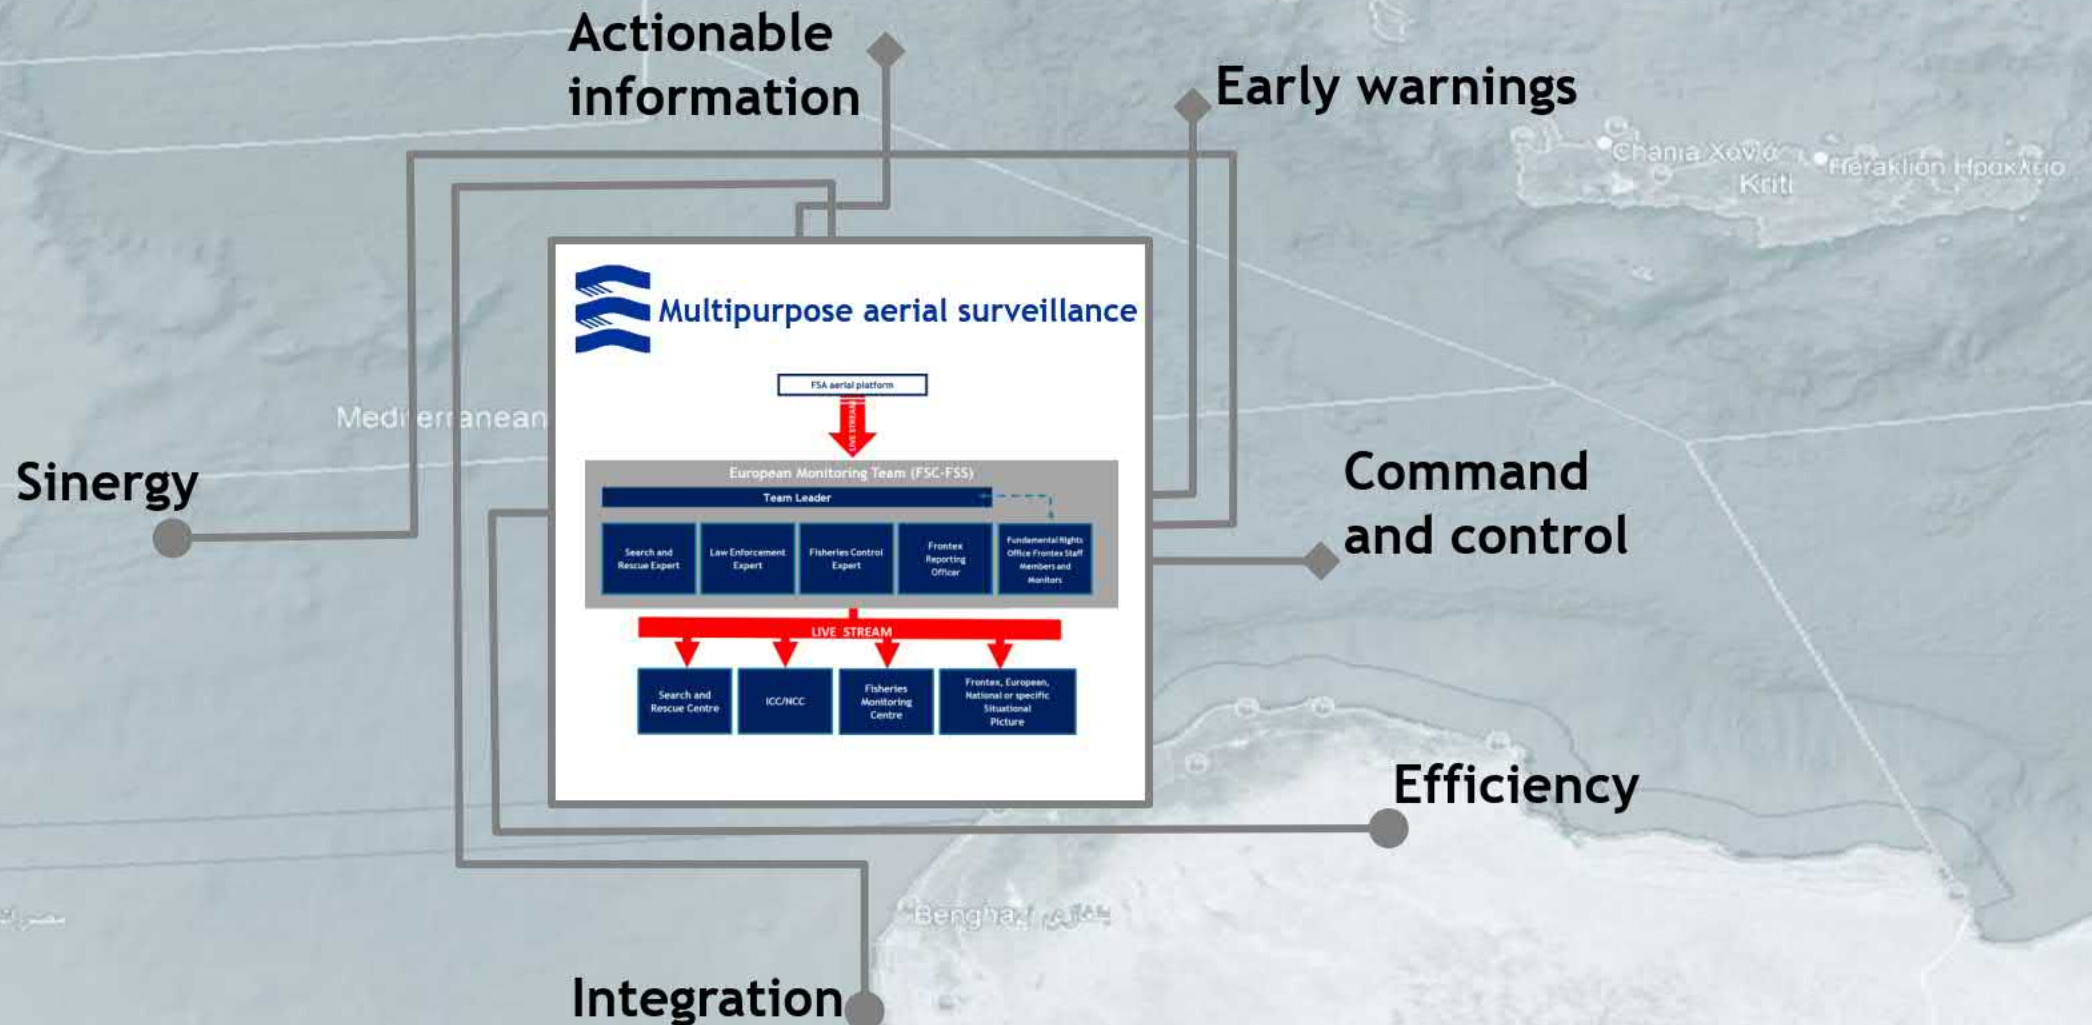 Actionable
information
Early warnings
Chania Χανιά
Heraklion Ηράκλειο
Kriti
Multipurpose aerial surveillance
FSA aerial platform
LIVE STREAM
Mediterranean
European Monitoring Team (FSC-FSS)
Team Leader
Sinergy
Command
and control
Search and
Rescue Expert
Law Enforcement
Expert
Fisheries Control
Expert
Frontex
Reporting
Officer
Fundamental Rights
Office Frontex Staff
Members and
Monitors
LIVE STREAM
Search and
Rescue Centre
ICC/NCC
Fisheries
Monitoring
Centre
Frontex, European,
National or specific
Situational
Picture
Efficiency
Benghazi بنغازي
Integration